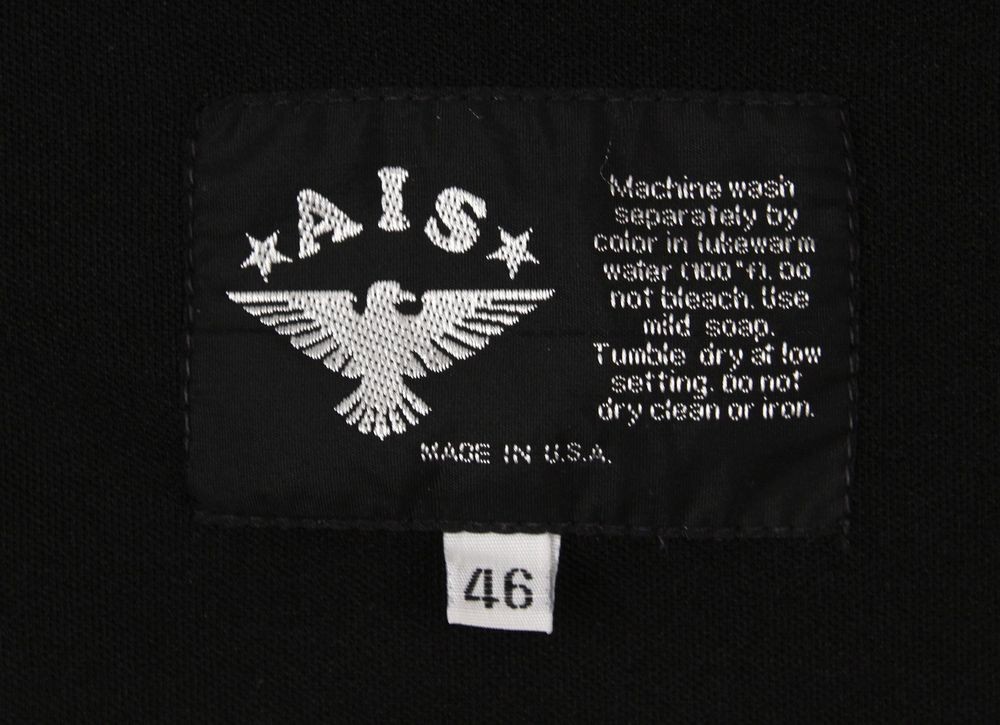 AIS
Machine wash
separately by
color in lukewarm
water (100°f). Do
not bleach. Use
mild soap.
Tumble dry at low
setting. Do not
dry clean or iron.
MADE IN U.S.A.
46